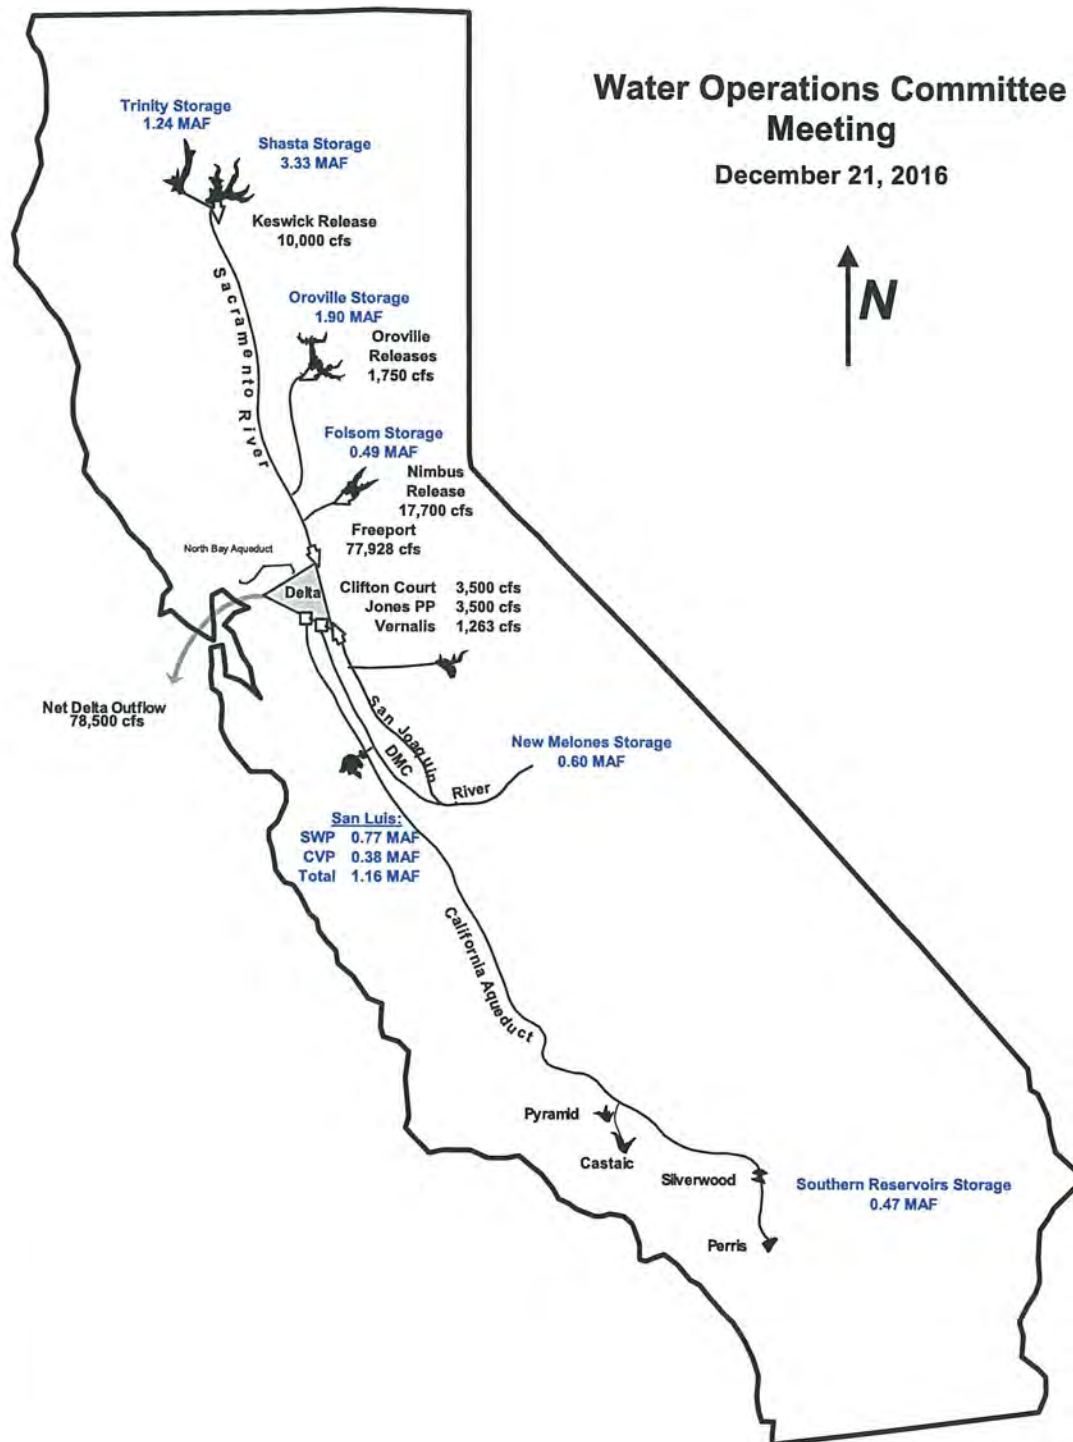 Water Operations Committee
Meeting
December 21, 2016
N
Trinity Storage
1.24 MAF
Shasta Storage
3.33 MAF
Keswick Release
10,000 cfs
Sacramento River
Oroville Storage
1.90 MAF
Oroville
Releases
1,750 cfs
Folsom Storage
0.49 MAF
Nimbus
Release
17,700 cfs
Freeport
77,928 cfs
North Bay Aqueduct
Delta
Clifton Court 3,500 cfs
Jones PP 3,500 cfs
Vernalis 1,263 cfs
Net Delta Outflow
78,500 cfs
San Joaquin
River
DMC
New Melones Storage
0.60 MAF
San Luis:
SWP 0.77 MAF
CVP 0.38 MAF
Total 1.16 MAF
California Aqueduct
Pyramid
Castaic
Silverwood
Southern Reservoirs Storage
0.47 MAF
Perris